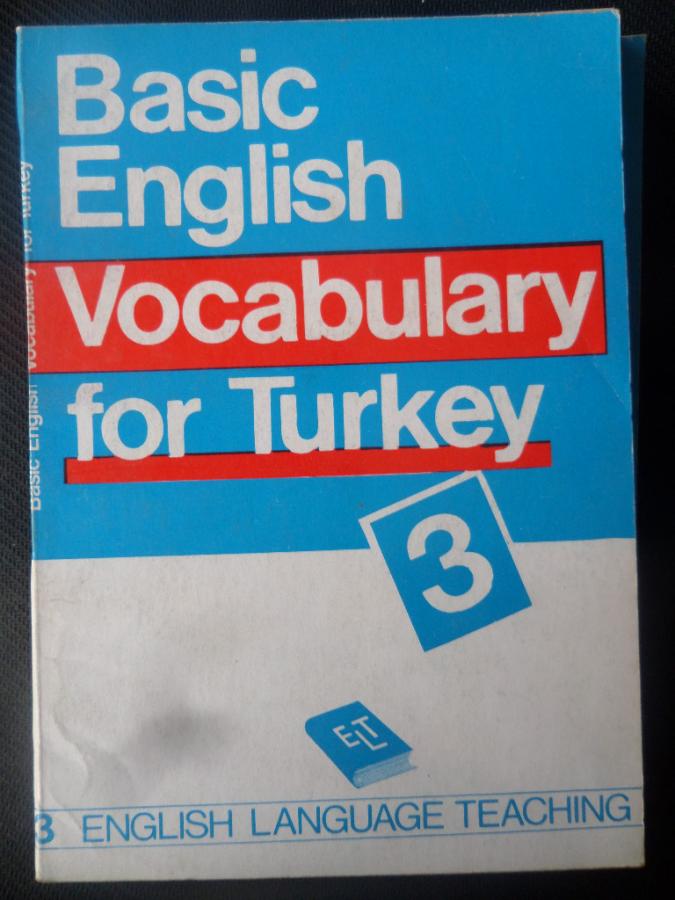 Basic
English
Vocabulary
for Turkey
3
ELT
3 ENGLISH LANGUAGE TEACHING
Basic English Vocabulary for Turkey